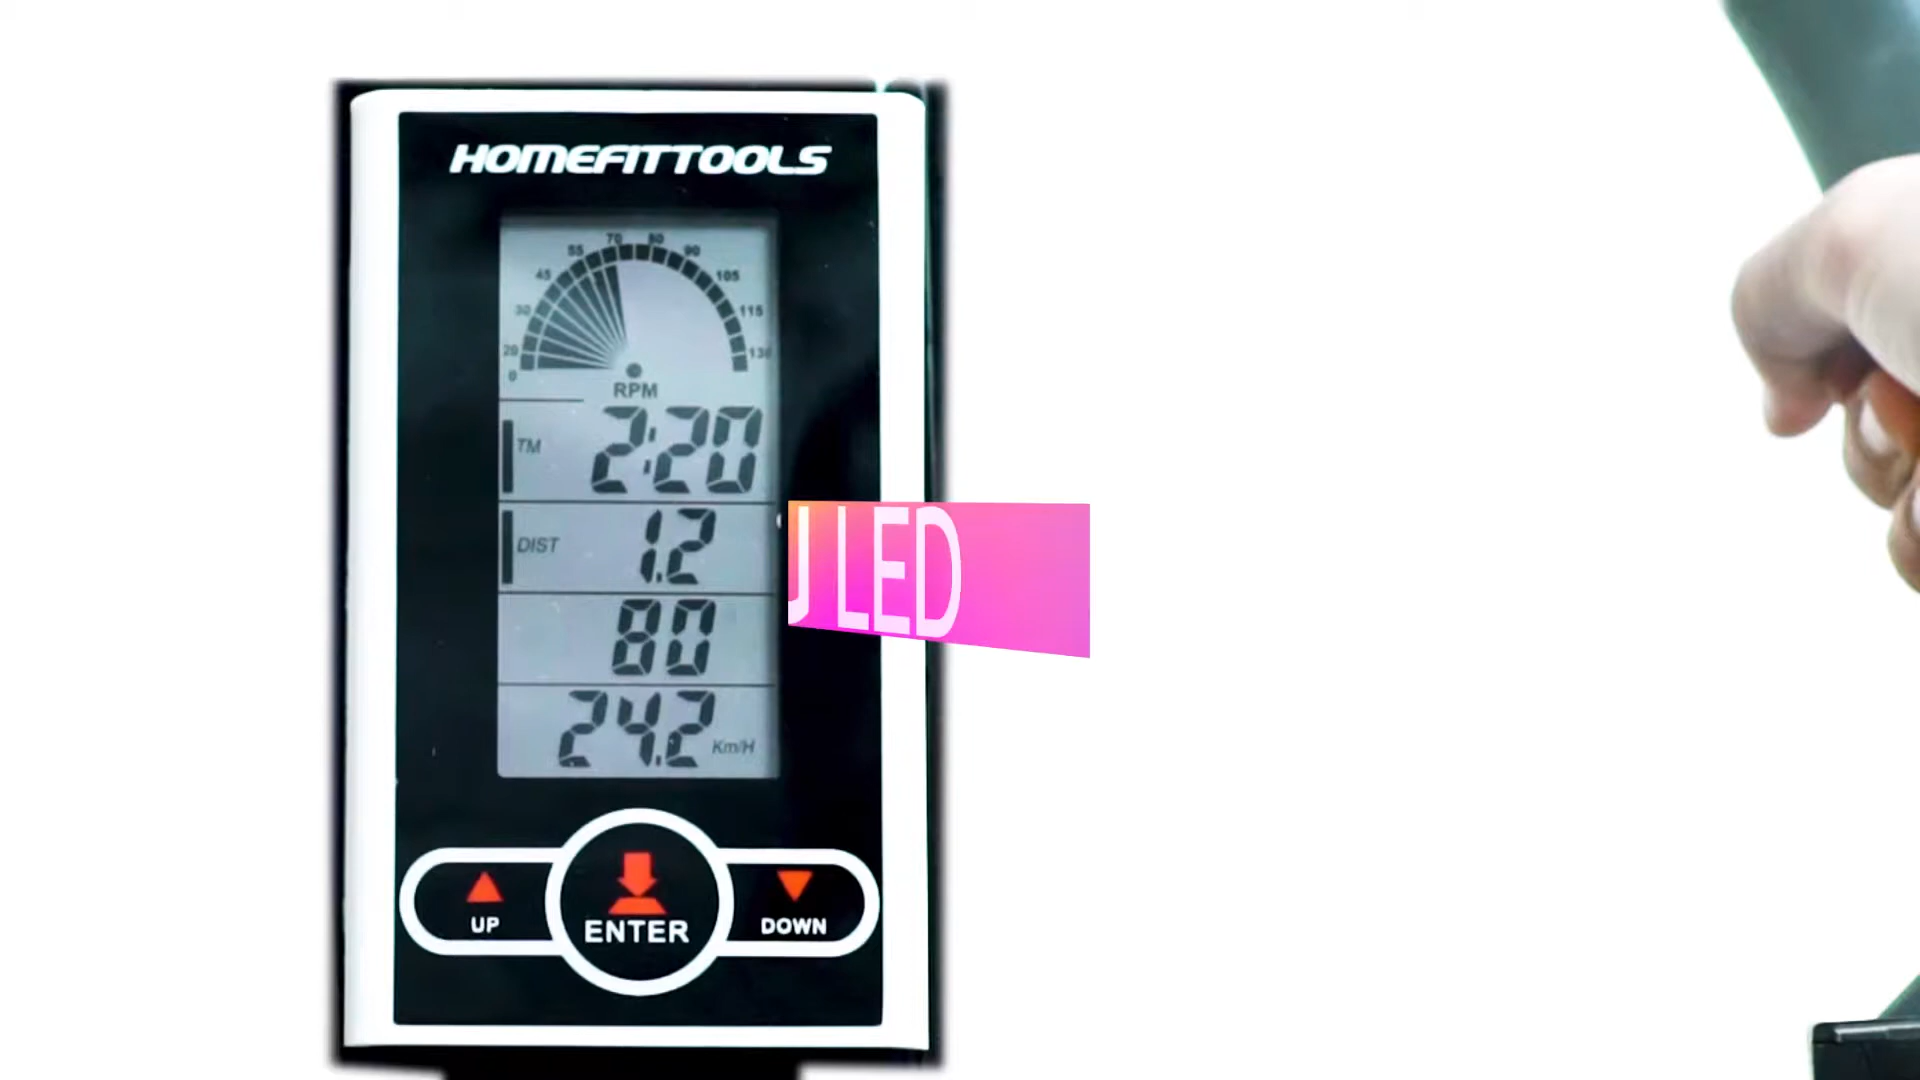 HOMEFITTOOLS
0 20 30 45 55 70 80 90 105 115 130
RPM
TM 2:20
DIST 1.2
80
24.2 Km/H
UP ENTER DOWN
LED